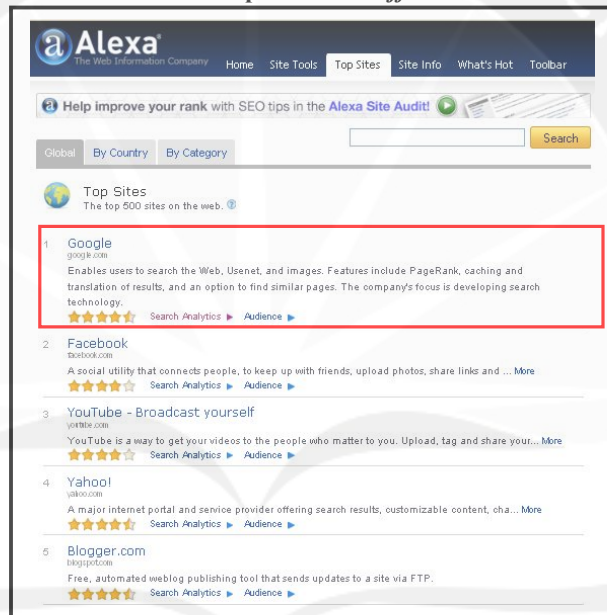 Alexa
The Web Information Company
Home Site Tools Top Sites Site Info What's Hot Toolbar
Help improve your rank with SEO tips in the Alexa Site Audit!
Search
Global By Country By Category
Top Sites
The top 500 sites on the web. ?
1 Google
google.com
Enables users to search the Web, Usenet, and images. Features include PageRank, caching and
translation of results, and an option to find similar pages. The company's focus is developing search
technology.
Search Analytics Audience
2 Facebook
facebook.com
A social utility that connects people, to keep up with friends, upload photos, share links and ... More
Search Analytics Audience
3 YouTube - Broadcast yourself
youtube.com
YouTube is a way to get your videos to the people who matter to you. Upload, tag and share your... More
Search Analytics Audience
4 Yahoo!
yahoo.com
A major internet portal and service provider offering search results, customizable content, cha... More
Search Analytics Audience
5 Blogger.com
blogspot.com
Free, automated weblog publishing tool that sends updates to a site via FTP.
Search Analytics Audience